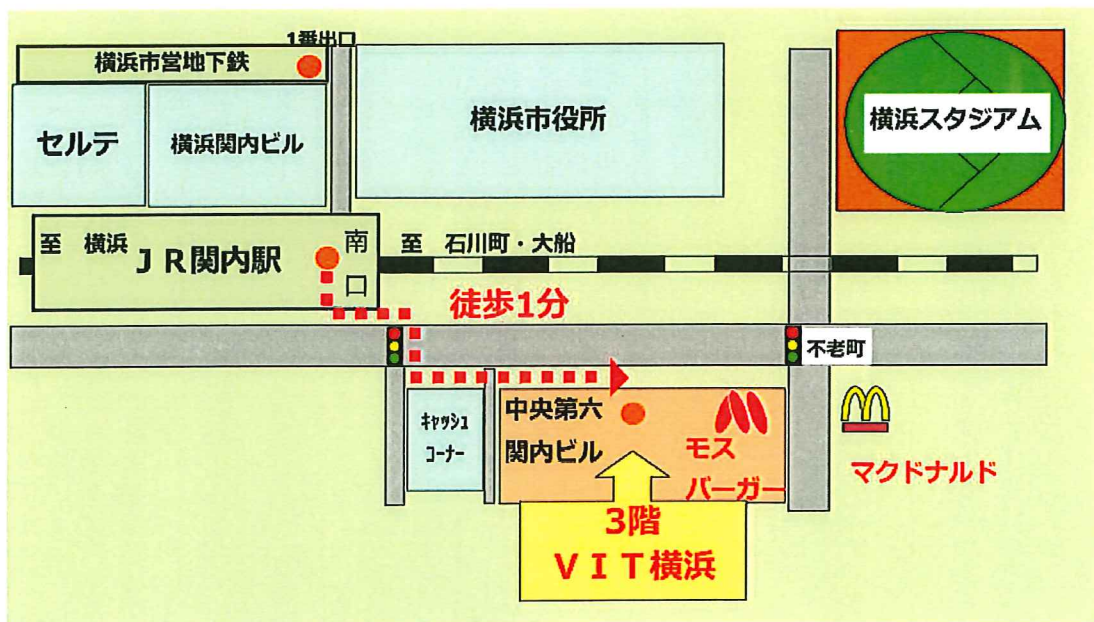 1番出口
横浜市営地下鉄
セルテ
横浜関内ビル
横浜市役所
横浜スタジアム
至 横浜
JR関内駅
南
口
至 石川町・大船
徒歩1分
不老町
キャッシュ
コーナー
中央第六
関内ビル
モス
バーガー
マクドナルド
3階
VIT横浜